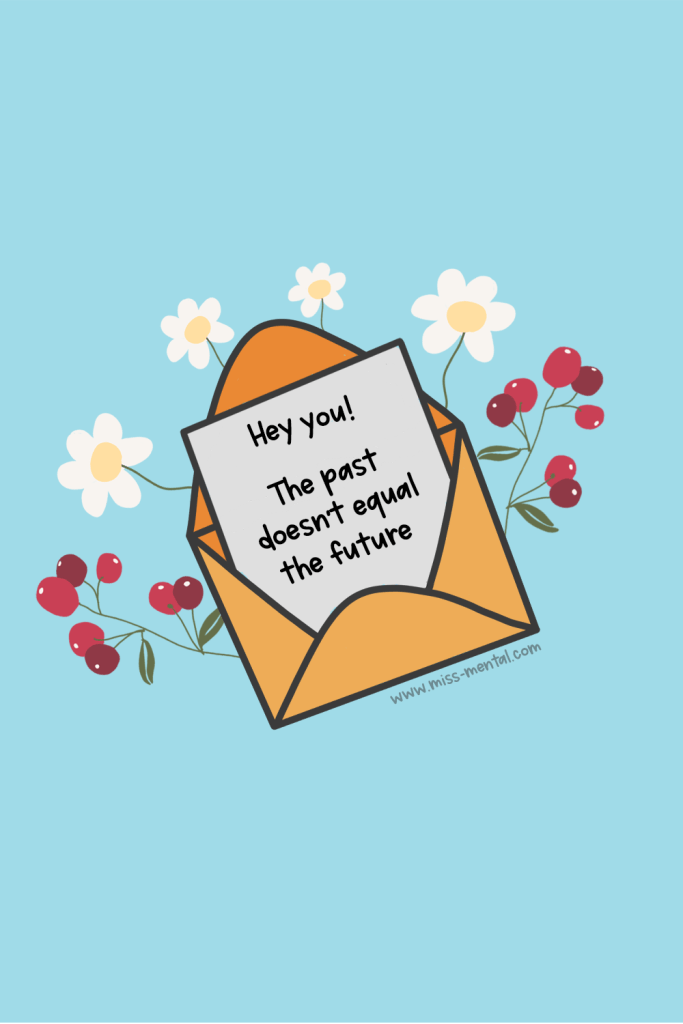 Hey you!
The past
doesn't equal
the future
www.miss-mental.com